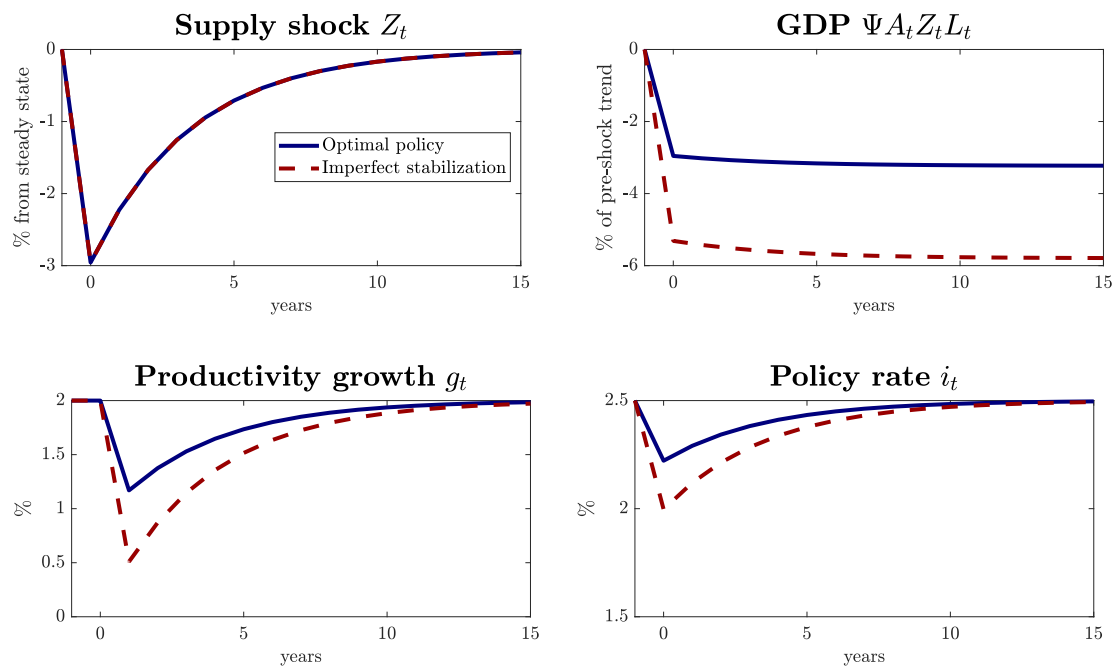 Supply shock Z_t
0
-1
-2
-3
% from steady state
Optimal policy
Imperfect stabilization
0 5 10 15
years
GDP ΨA_tZ_tL_t
0
-2
-4
-6
% of pre-shock trend
0 5 10 15
years
Productivity growth g_t
2
1.5
1
0.5
0
%
0 5 10 15
years
Policy rate i_t
2.5
2
1.5
%
0 5 10 15
years